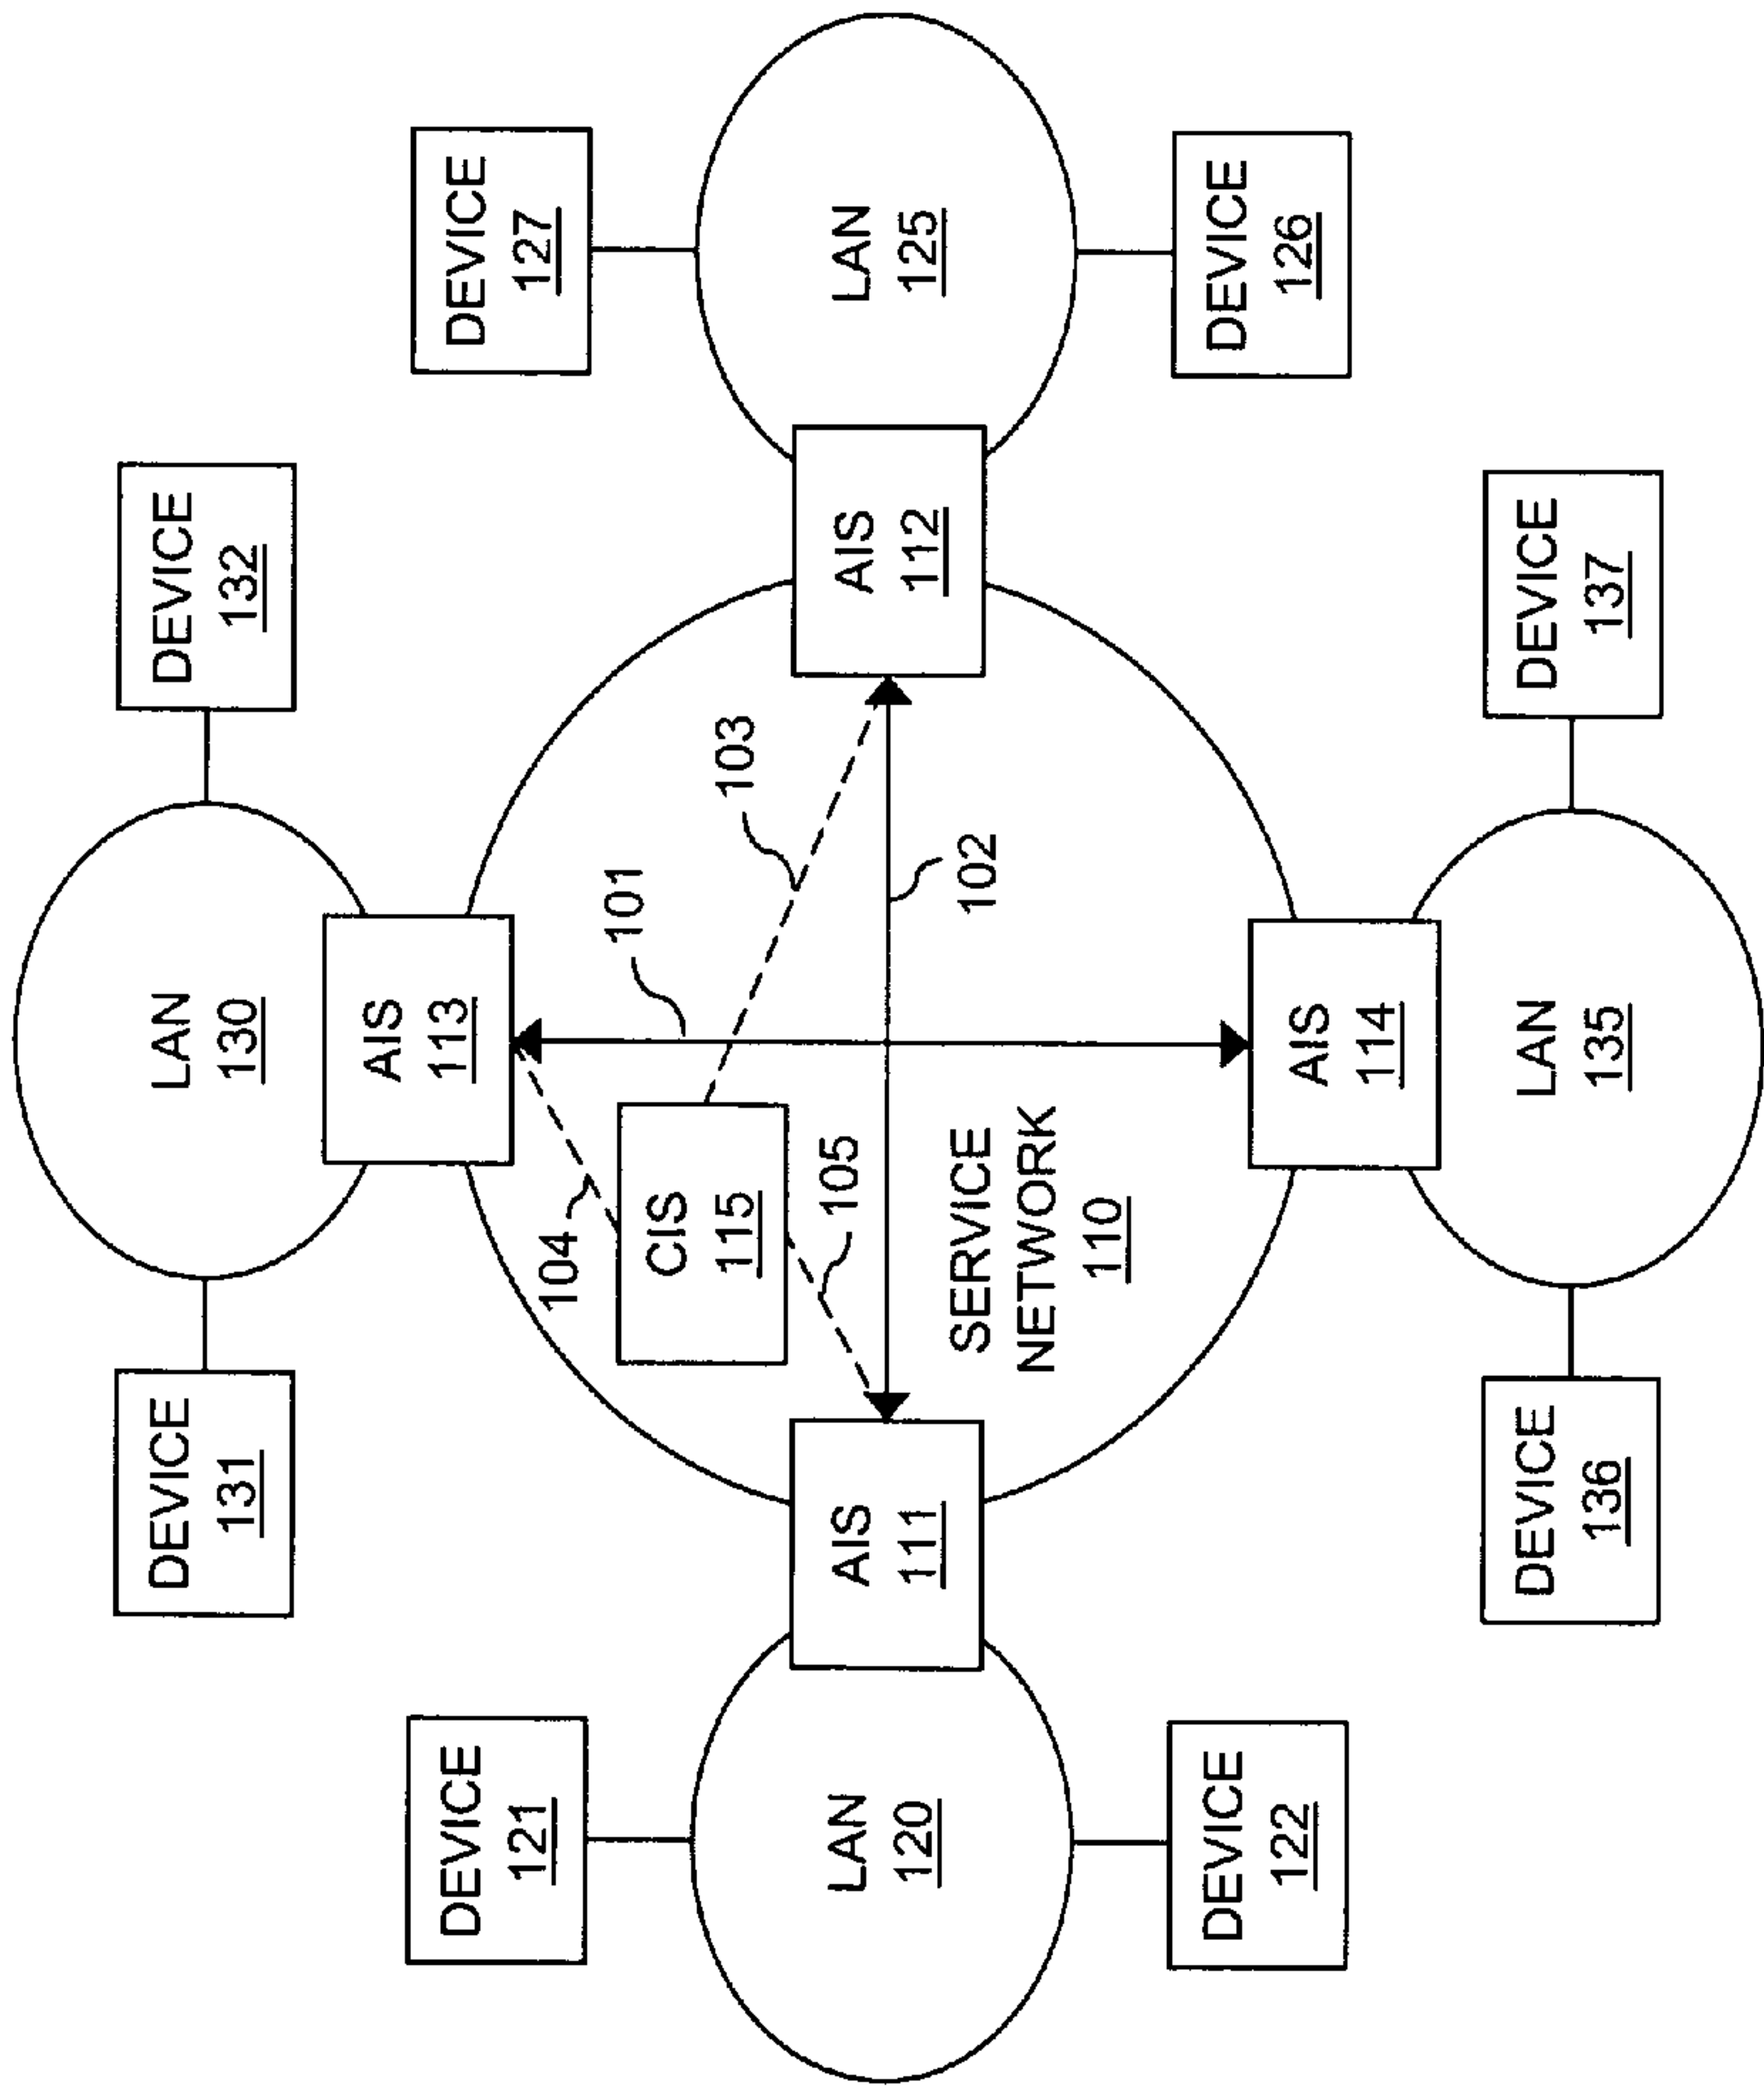 DEVICE
121
DEVICE
131
DEVICE
132
DEVICE
127
LAN
130
AIS
113
104
101
103
CIS
115
105
LAN
120
AIS
111
AIS
112
LAN
125
102
SERVICE
NETWORK
110
DEVICE
122
AIS
114
DEVICE
126
LAN
135
DEVICE
136
DEVICE
137